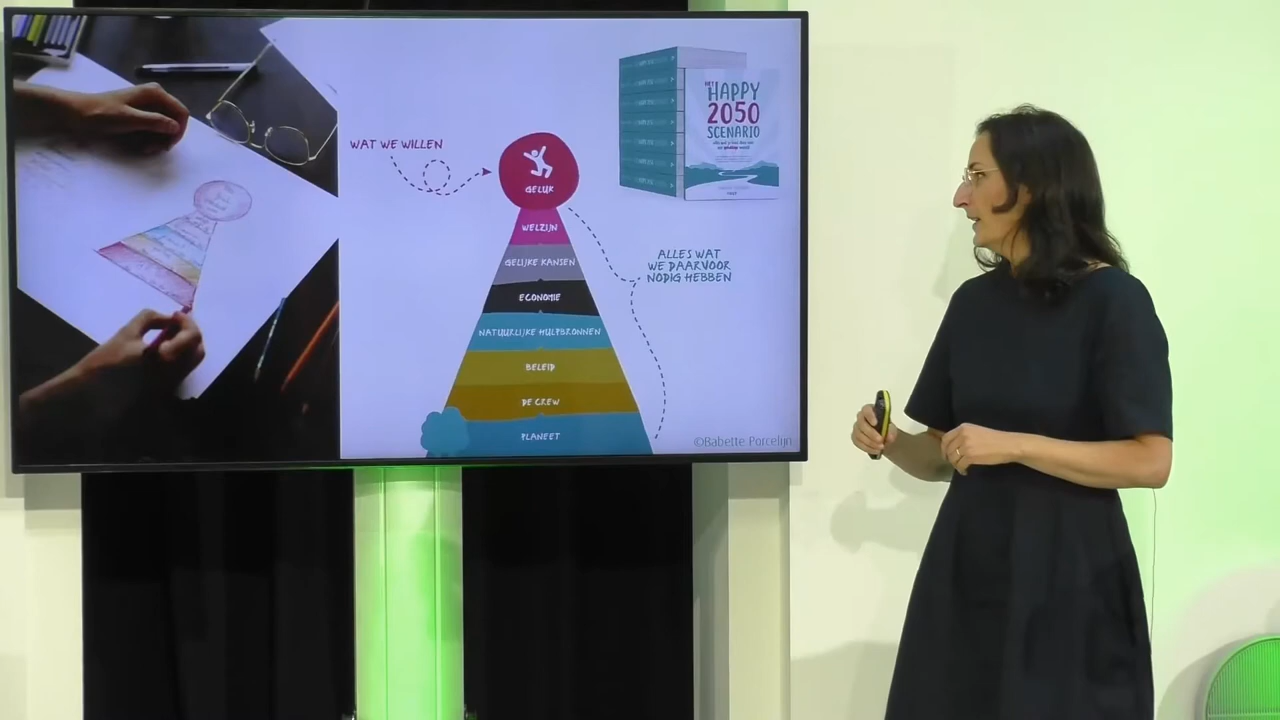 WAT WE WILLEN
GELUK
WELZIJN
GELIJKE KANSEN
ECONOMIE
NATUURLIJKE HULPBRONNEN
BELEID
DE CREW
PLANEET
ALLES WAT
WE DAARVOOR
NODIG HEBBEN
HET
HAPPY
2050
SCENARIO
©Babette Porcelijn